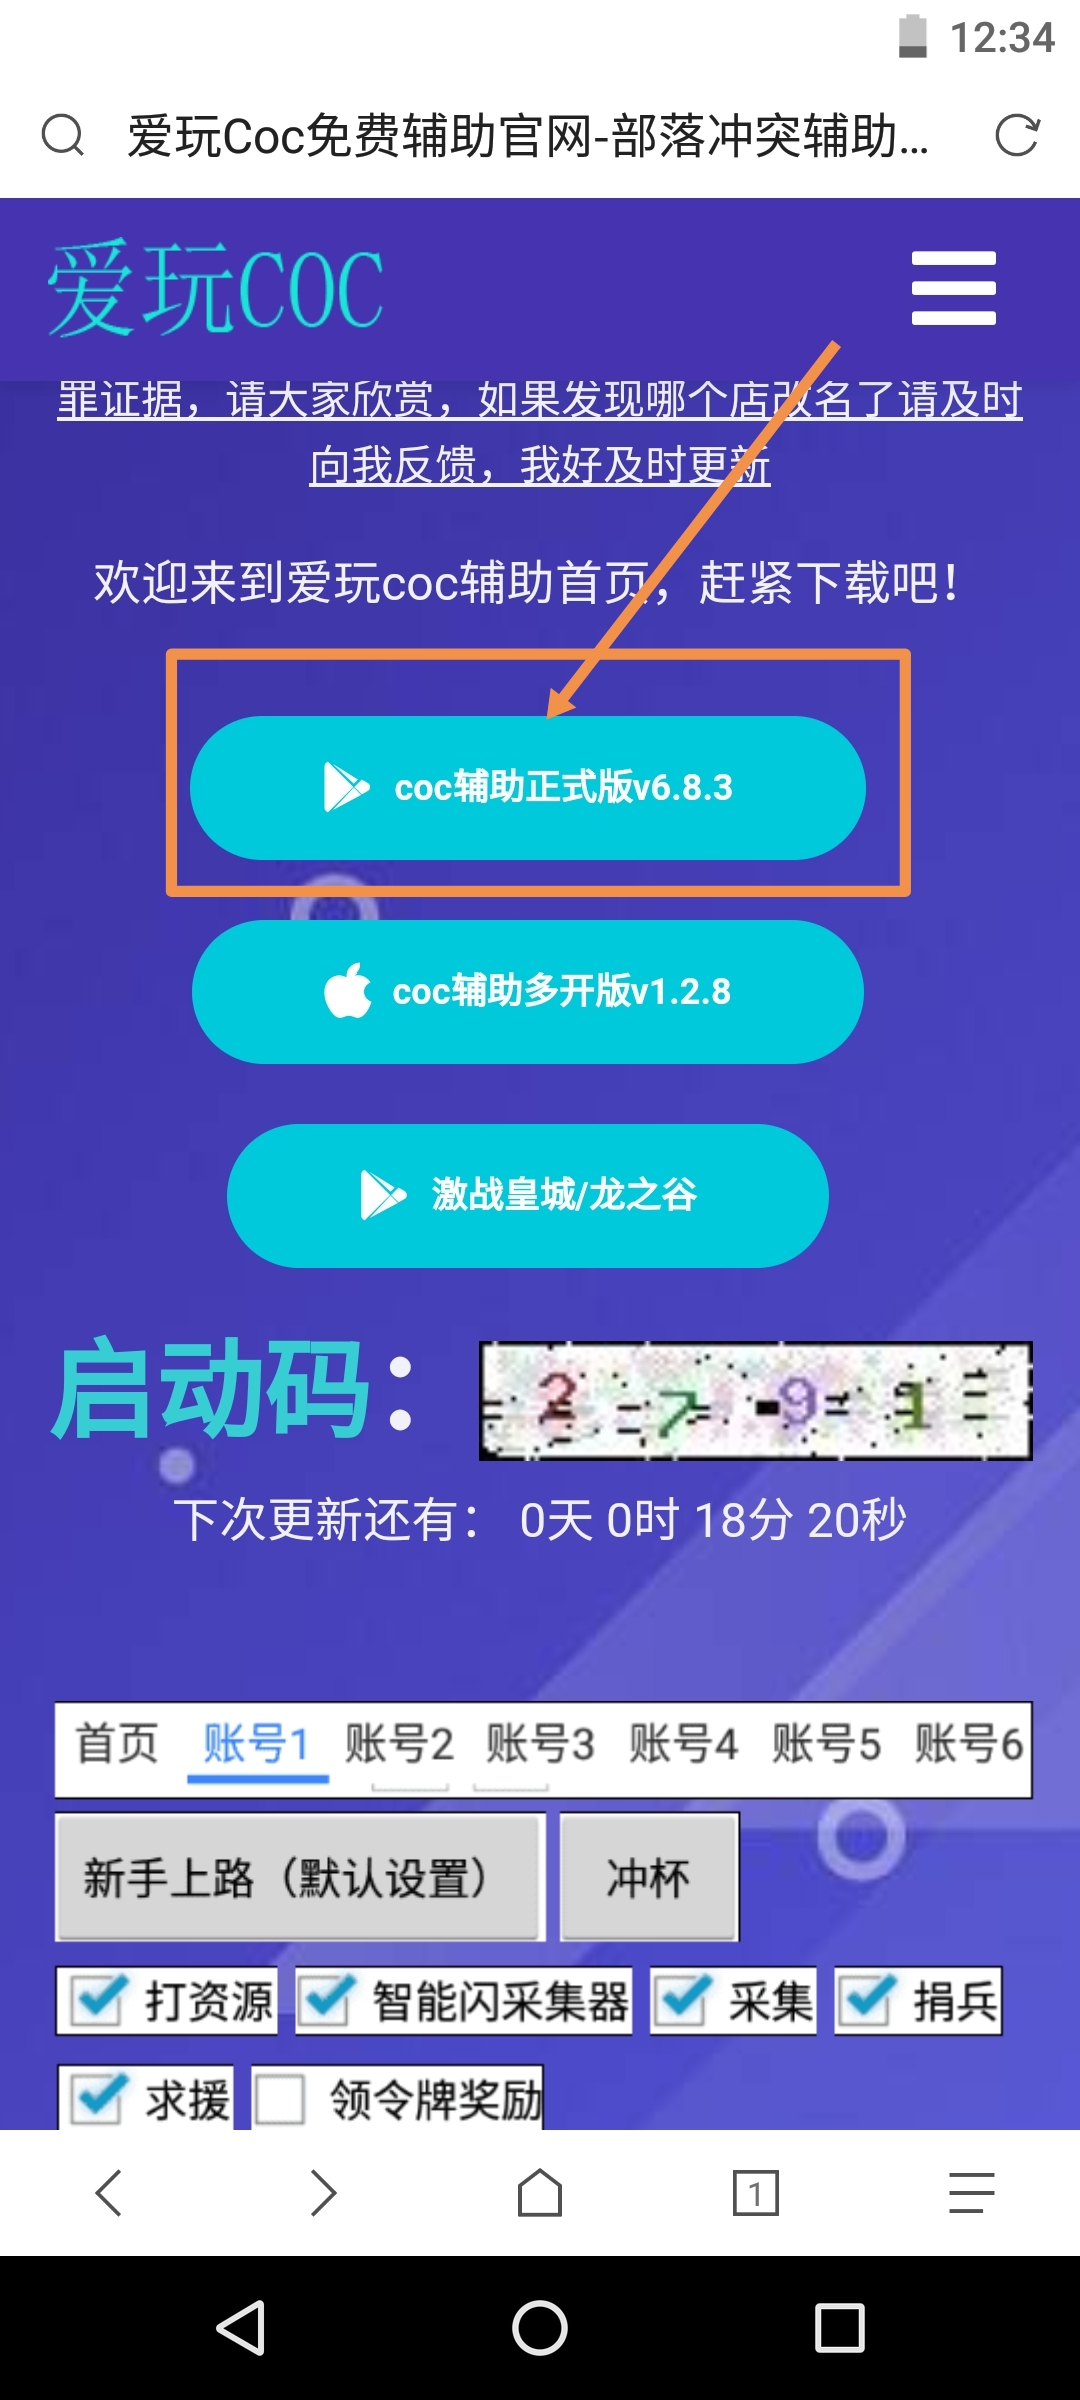 12:34
爱玩Coc免费辅助官网-部落冲突辅助...
爱玩COC
罪证据，请大家欣赏，如果发现哪个店改名了请及时
向我反馈，我好及时更新
欢迎来到爱玩coc辅助首页，赶紧下载吧！
coc辅助正式版v6.8.3
coc辅助多开版v1.2.8
激战皇城/龙之谷
启动码：
2 7 9 1
下次更新还有： 0天 0时 18分 20秒
首页 账号1 账号2 账号3 账号4 账号5 账号6
新手上路（默认设置） 冲杯
打资源 智能闪采集器 采集 捐兵
求援 领令牌奖励
1